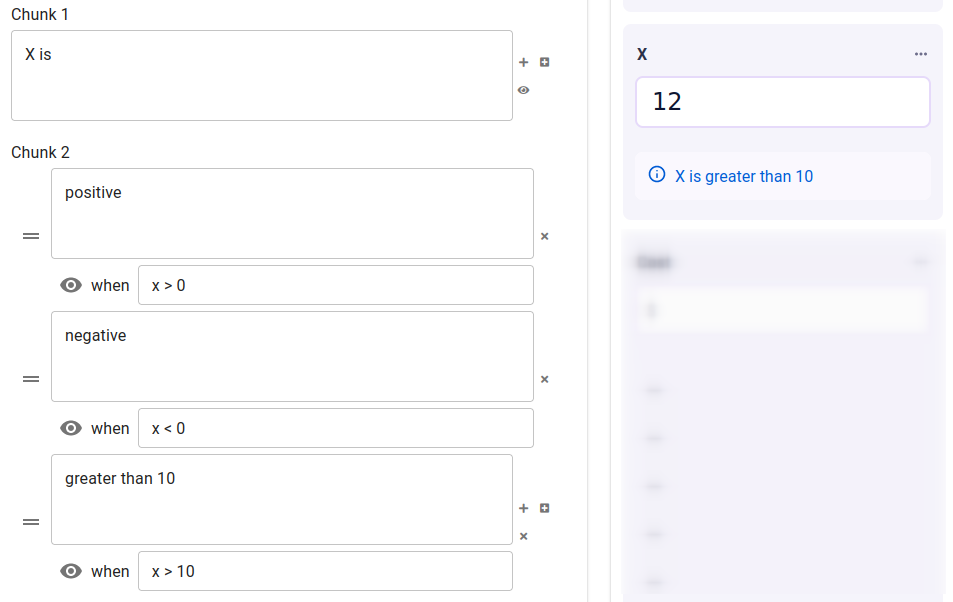 Chunk 1
X is
Chunk 2
positive
when x > 0
negative
when x < 0
greater than 10
when x > 10
X
12
X is greater than 10